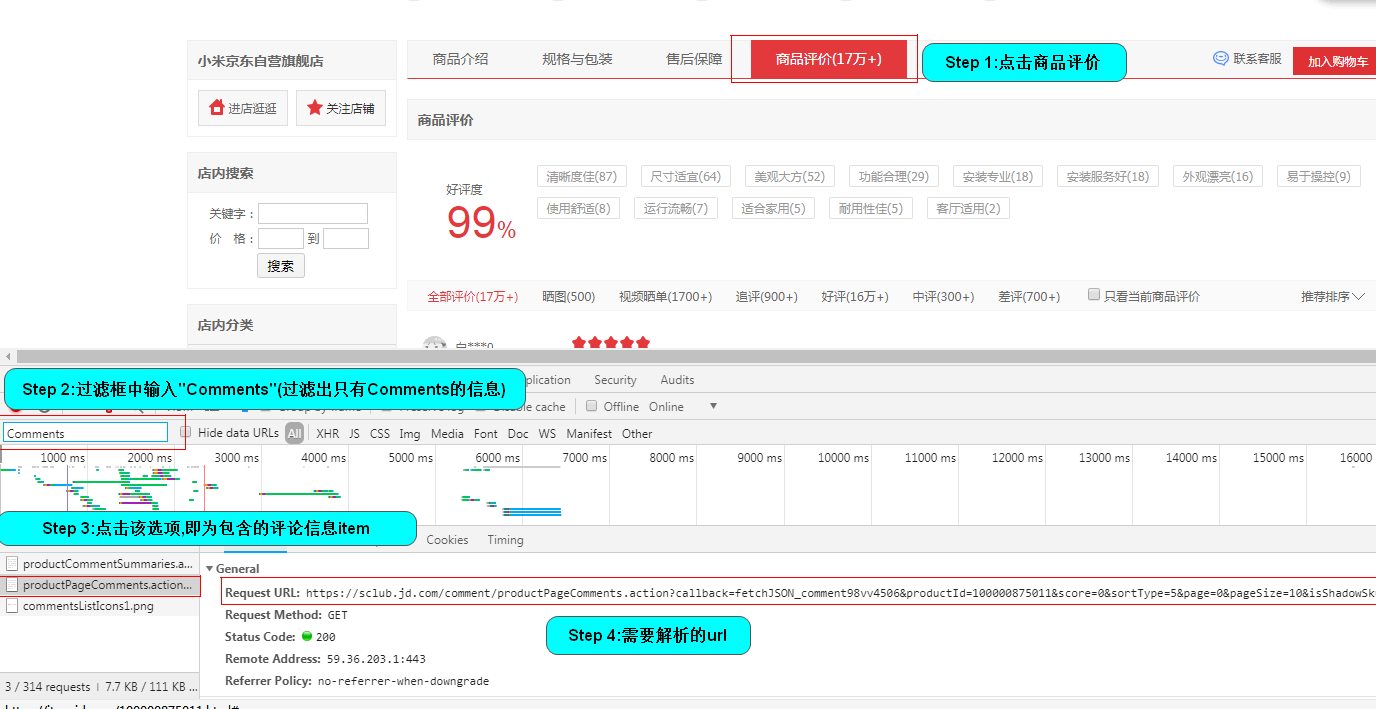 小米京东自营旗舰店
进店逛逛
关注店铺
商品介绍
规格与包装
售后保障
商品评价(17万+)
Step 1:点击商品评价
联系客服
加入购物车
商品评价
好评度
99%
清晰度佳(87)
尺寸适宜(64)
美观大方(52)
功能合理(29)
安装专业(18)
安装服务好(18)
外观漂亮(16)
易于操控(9)
使用舒适(8)
运行流畅(7)
适合家用(5)
耐用性佳(5)
客厅适用(2)
店内搜索
关键字：
价 格： 到
搜索
店内分类
全部评价(17万+)
晒图(500)
视频晒单(1700+)
追评(900+)
好评(16万+)
中评(300+)
差评(700+)
只看当前商品评价
推荐排序
Step 2:过滤框中输入"Comments"(过滤出只有Comments的信息)
plication
Security
Audits
cache
Offline
Online
Comments
Hide data URLs
All
XHR
JS
CSS
Img
Media
Font
Doc
WS
Manifest
Other
1000 ms
2000 ms
3000 ms
4000 ms
5000 ms
6000 ms
7000 ms
8000 ms
9000 ms
10000 ms
11000 ms
12000 ms
13000 ms
14000 ms
15000 ms
16000
Step 3:点击该选项,即为包含的评论信息item
Cookies
Timing
productCommentSummaries.a...
productPageComments.action...
commentsListIcons1.png
General
Request URL: https://sclub.jd.com/comment/productPageComments.action?callback=fetchJSON_comment98vv4506&productId=100000875011&score=0&sortType=5&page=0&pageSize=10&isShadowSk
Request Method: GET
Status Code: 200
Remote Address: 59.36.203.1:443
Referrer Policy: no-referrer-when-downgrade
Step 4:需要解析的url
3 / 314 requests | 7.7 KB / 111 KB ...